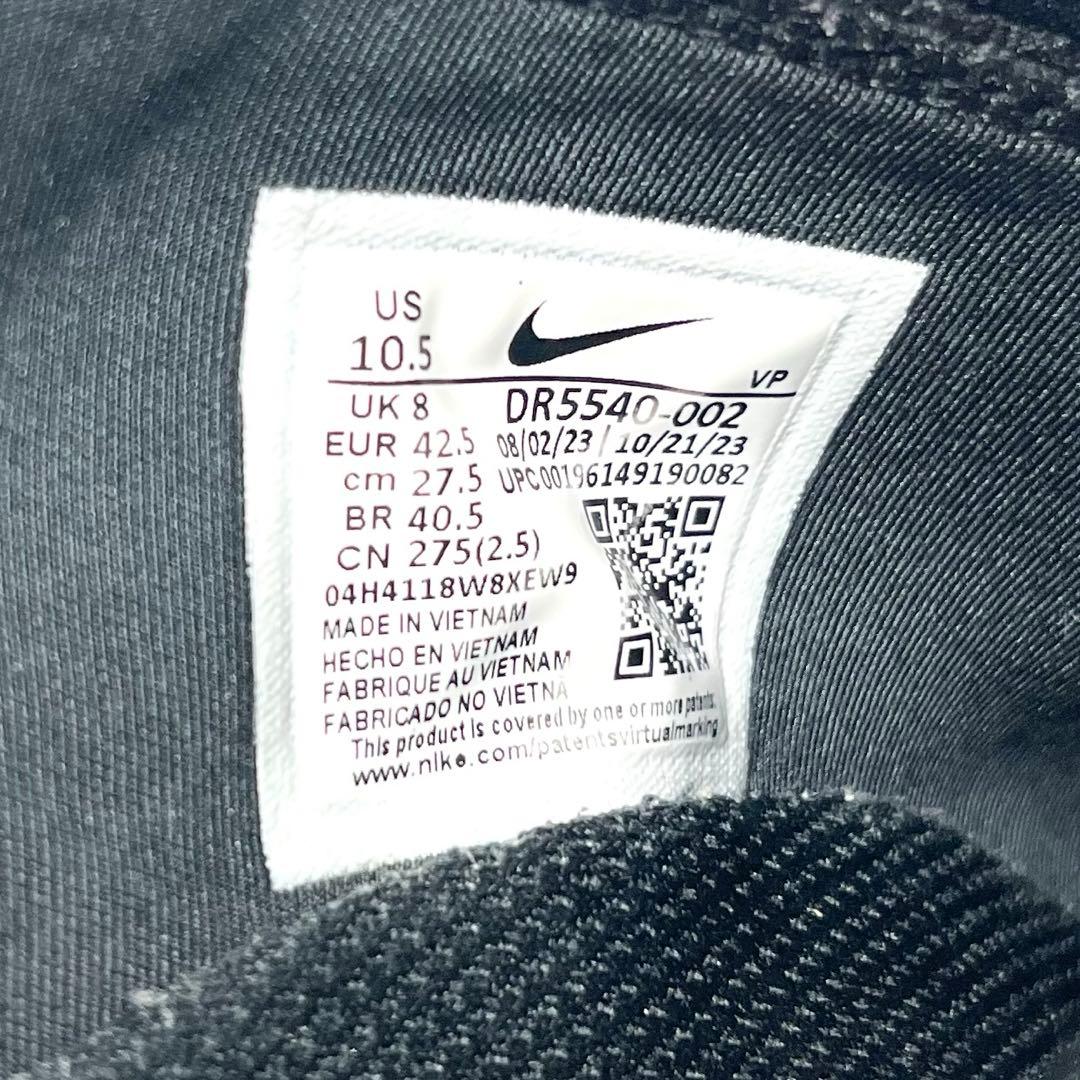 US
10.5
VP
UK 8
DR5540-002
EUR 42.5
08/02/23 | 10/21/23
cm 27.5
UPC00196149190082
BR 40.5
CN 275(2.5)
04H4118W8XEW9
MADE IN VIETNAM
HECHO EN VIETNAM
FABRIQUE AU VIETNAM
FABRICADO NO VIETNÃ
This product is covered by one or more patents.
www.nike.com/patentsvirtualmarking